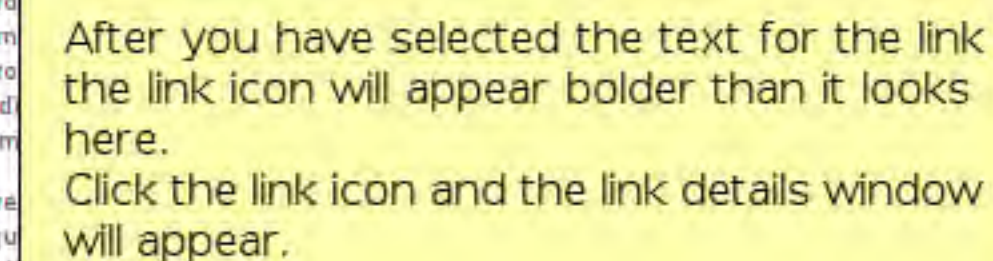 After you have selected the text for the link
the link icon will appear bolder than it looks
here.
Click the link icon and the link details window
will appear.